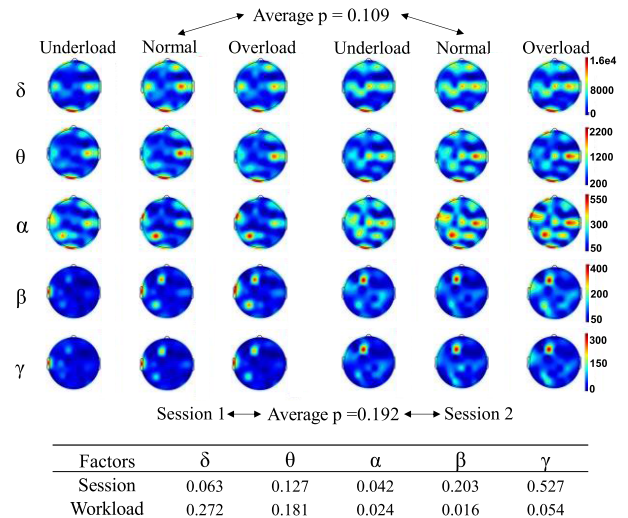 Average p = 0.109
Underload Normal Overload Underload Normal Overload
δ 1.6e4
8000
0
θ 2200
1200
200
α 550
300
50
β 400
200
50
γ 300
150
0
Session 1 Average p =0.192 Session 2
Factors δ θ α β γ
Session 0.063 0.127 0.042 0.203 0.527
Workload 0.272 0.181 0.024 0.016 0.054